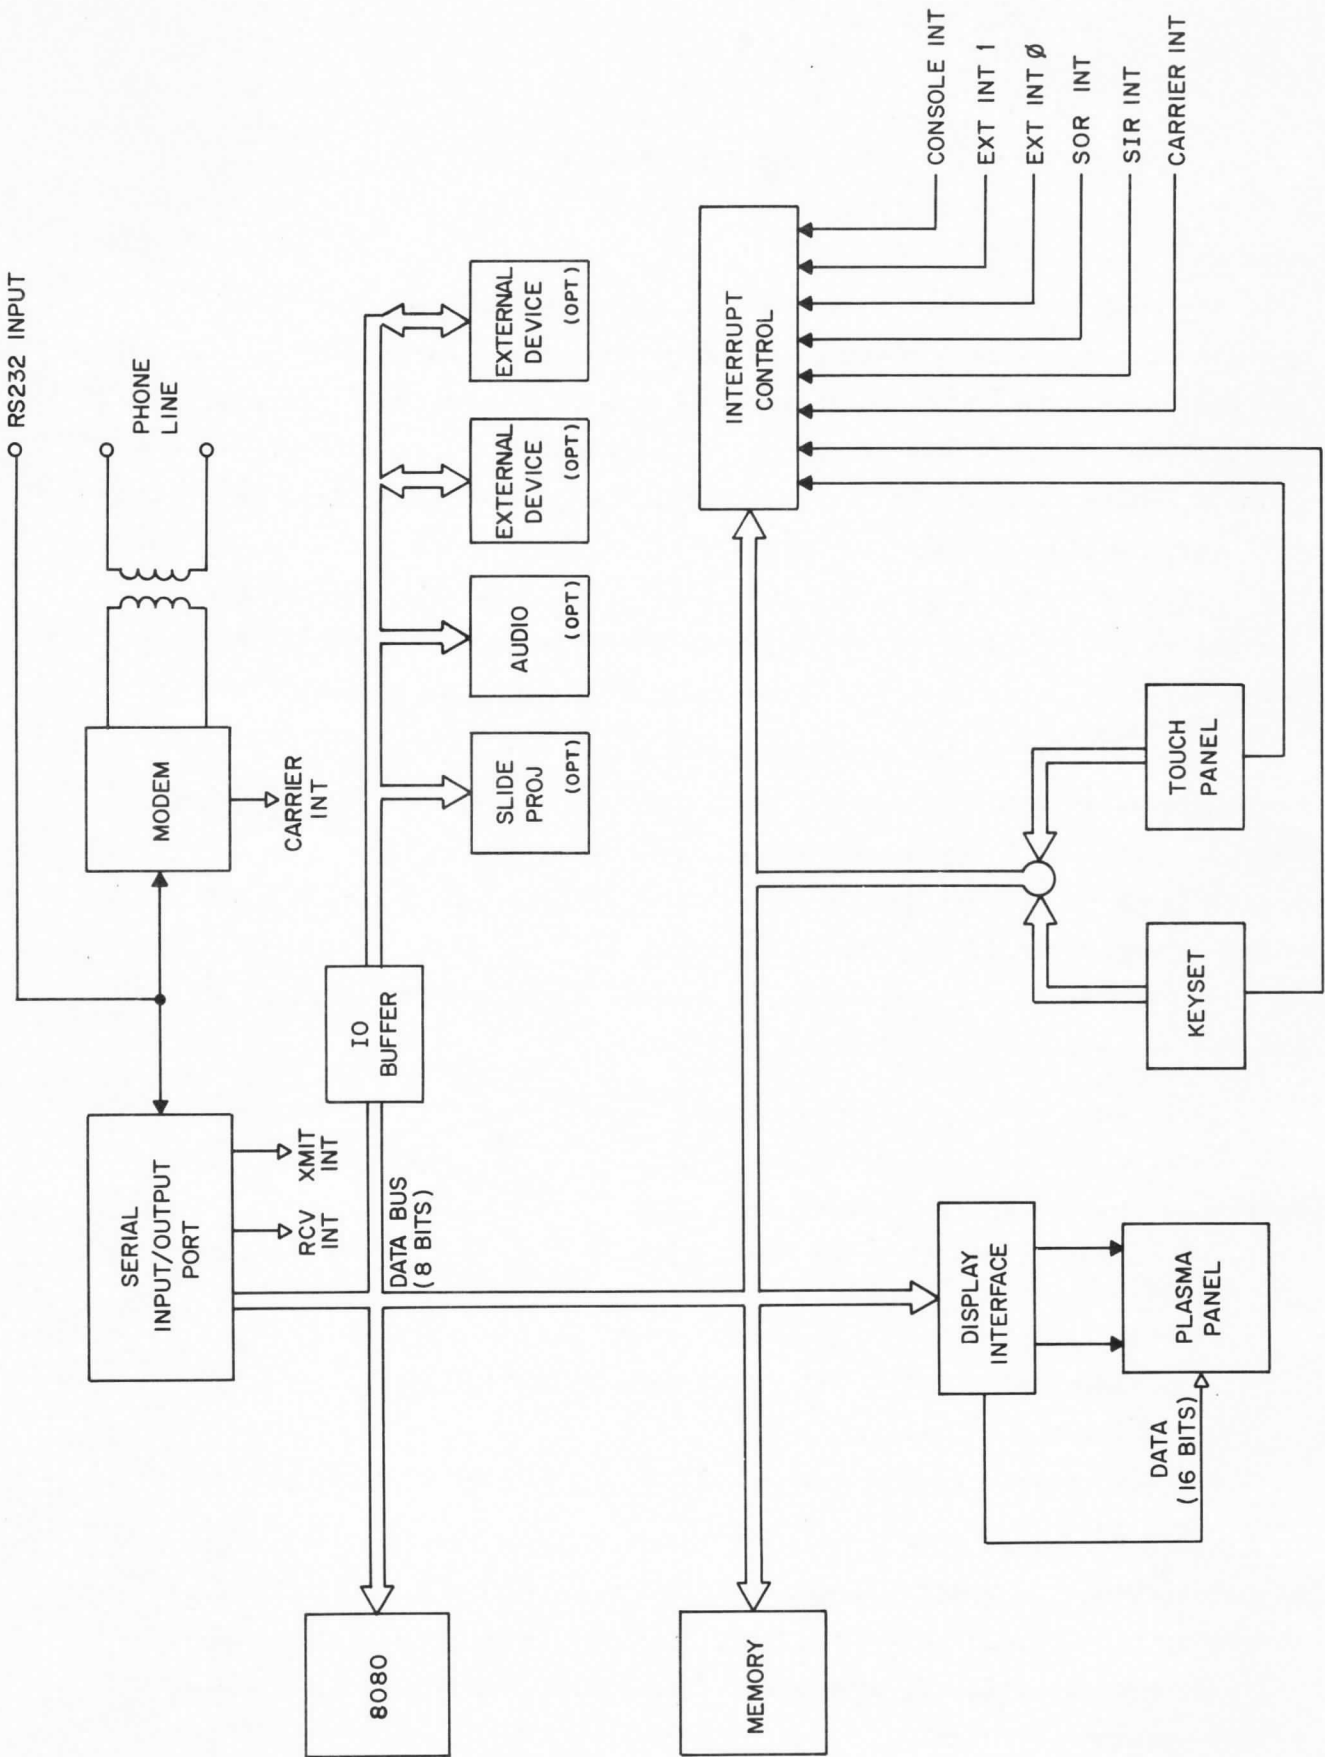 RS232 INPUT
PHONE
LINE
MODEM
CARRIER
INT
SERIAL
INPUT/OUTPUT
PORT
XMIT
INT
RCV
INT
IO
BUFFER
DATA BUS
(8 BITS)
8080
SLIDE
PROJ
(OPT)
AUDIO
(OPT)
EXTERNAL
DEVICE
(OPT)
EXTERNAL
DEVICE
(OPT)
MEMORY
INTERRUPT
CONTROL
CONSOLE INT
EXT INT 1
EXT INT Ø
SOR INT
SIR INT
CARRIER INT
DISPLAY
INTERFACE
PLASMA
PANEL
DATA
(16 BITS)
KEYSET
TOUCH
PANEL